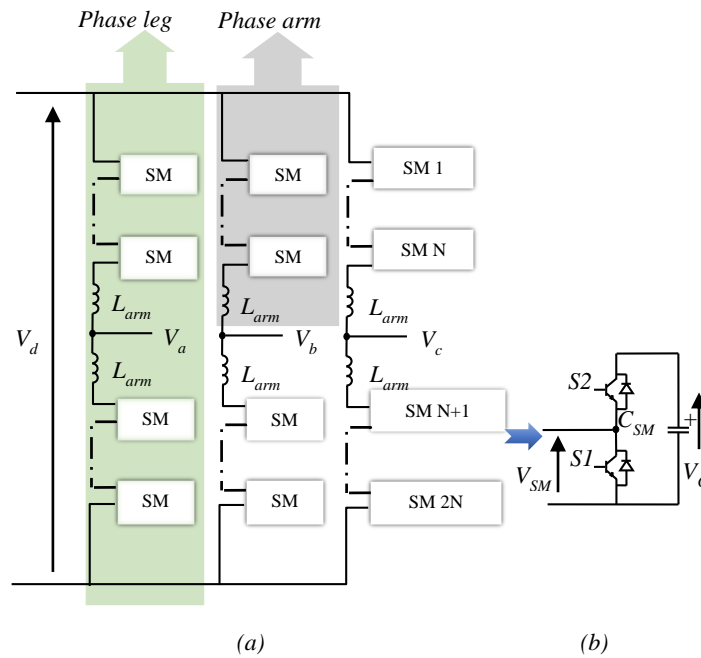 Phase leg Phase arm
SM SM SM 1
SM SM SM N
L_arm L_arm L_arm
V_d V_a V_b V_c
L_arm L_arm L_arm
SM SM SM N+1
SM SM SM 2N
S2
C_SM +
S1
V_SM
(a) (b)